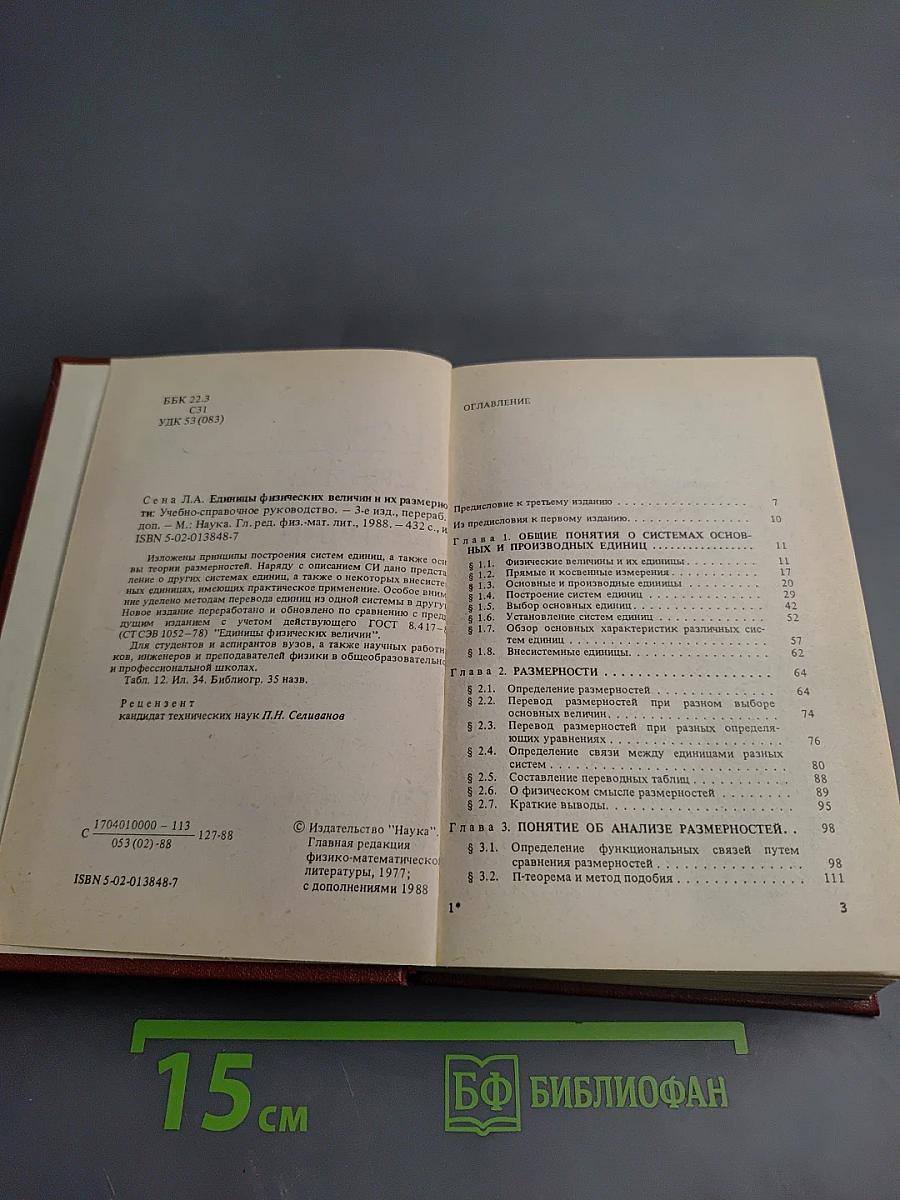 ББК 22.3
С31
УДК 53 (083)
Сена Л.А. Единицы физических величин и их размерно
ти: Учебно-справочное руководство. – 3-е изд., перераб.
доп. – М.: Наука. Гл. ред. физ.-мат. лит., 1988. – 432 с., и
ISBN 5-02-013848-7
Изложены принципы построения систем единиц, а также осн
вы теории размерностей. Наряду с описанием СИ дано предста
ление о других системах единиц, а также о некоторых внесисте
ных единицах, имеющих практическое применение. Особое вним
ние уделено методам перевода единиц из одной системы в другу
Новое издание переработано и обновлено по сравнению с пред
дущим изданием с учетом действующего ГОСТ 8.417–8
(СТ СЭВ 1052–78) "Единицы физических величин".
Для студентов и аспирантов вузов, а также научных работн
ков, инженеров и преподавателей физики в общеобразовательн
и профессиональной школах.
Табл. 12. Ил. 34. Библиогр. 35 назв.
Рецензент
кандидат технических наук П.Н. Селиванов
С 1704010000 – 113
053 (02) -88
127-88
© Издательство "Наука".
Главная редакция
физико-математическо
литературы, 1977;
с дополнениями 1988
ISBN 5-02-013848-7
ОГЛАВЛЕНИЕ
Предисловие к третьему изданию . . . . . . . . . . . . . . . 7
Из предисловия к первому изданию. . . . . . . . . . . . . . 10
Глава 1. ОБЩИЕ ПОНЯТИЯ О СИСТЕМАХ ОСНОВ-
НЫХ И ПРОИЗВОДНЫХ ЕДИНИЦ . . . . . . . . . . . 11
§ 1.1. Физические величины и их единицы . . . . . . . . . . 11
§ 1.2. Прямые и косвенные измерения . . . . . . . . . . . 17
§ 1.3. Основные и производные единицы . . . . . . . . . . 20
§ 1.4. Построение систем единиц . . . . . . . . . . . . . 29
§ 1.5. Выбор основных единиц . . . . . . . . . . . . . . 42
§ 1.6. Установление систем единиц . . . . . . . . . . . . 52
§ 1.7. Обзор основных характеристик различных сис-
тем единиц . . . . . . . . . . . . . . . . . . . 57
§ 1.8. Внесистемные единицы. . . . . . . . . . . . . . . 62
Глава 2. РАЗМЕРНОСТИ . . . . . . . . . . . . . . . . . 64
§ 2.1. Определение размерностей . . . . . . . . . . . . . 64
§ 2.2. Перевод размерностей при разном выборе
основных величин. . . . . . . . . . . . . . . . . 74
§ 2.3. Перевод размерностей при разных определя-
ющих уравнениях . . . . . . . . . . . . . . . . . 76
§ 2.4. Определение связи между единицами разных
систем . . . . . . . . . . . . . . . . . . . . . 80
§ 2.5. Составление переводных таблиц . . . . . . . . . . . 88
§ 2.6. О физическом смысле размерностей . . . . . . . . . 89
§ 2.7. Краткие выводы. . . . . . . . . . . . . . . . . . 95
Глава 3. ПОНЯТИЕ ОБ АНАЛИЗЕ РАЗМЕРНОСТЕЙ. . 98
§ 3.1. Определение функциональных связей путем
сравнения размерностей . . . . . . . . . . . . . . 98
§ 3.2. П-теорема и метод подобия . . . . . . . . . . . . . 111
1*
3
15 см
БФ БИБЛИОФАН